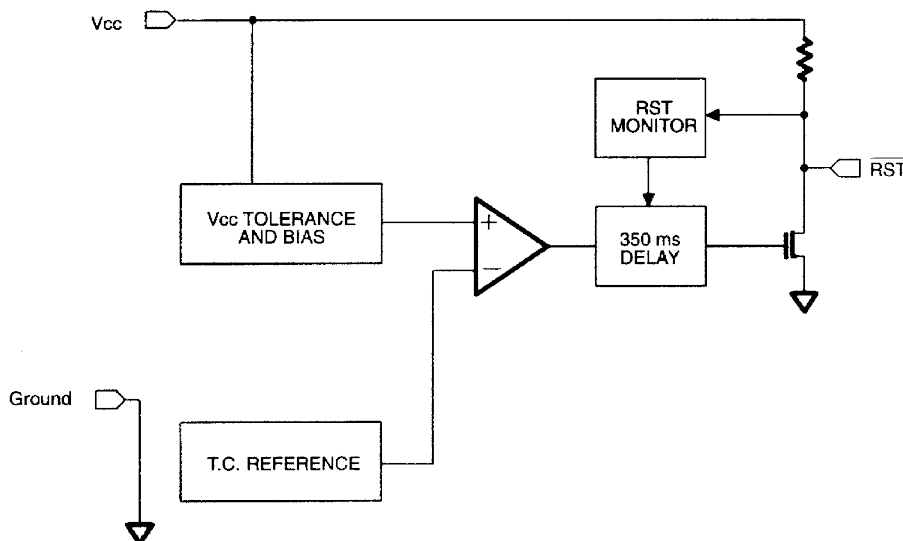 Vcc
RST
MONITOR
RST
Vcc TOLERANCE
AND BIAS
+
−
350 ms
DELAY
Ground
T.C. REFERENCE